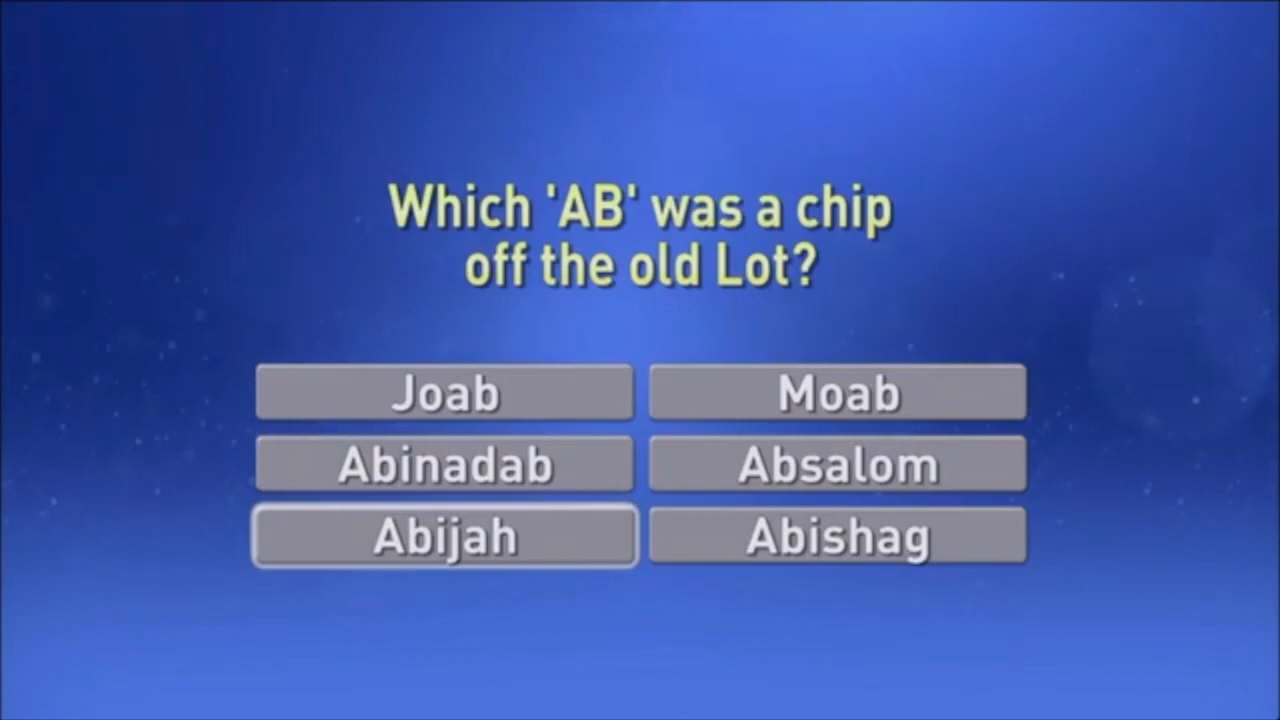 Which 'AB' was a chip
off the old Lot?
Joab
Moab
Abinadab
Absalom
Abijah
Abishag